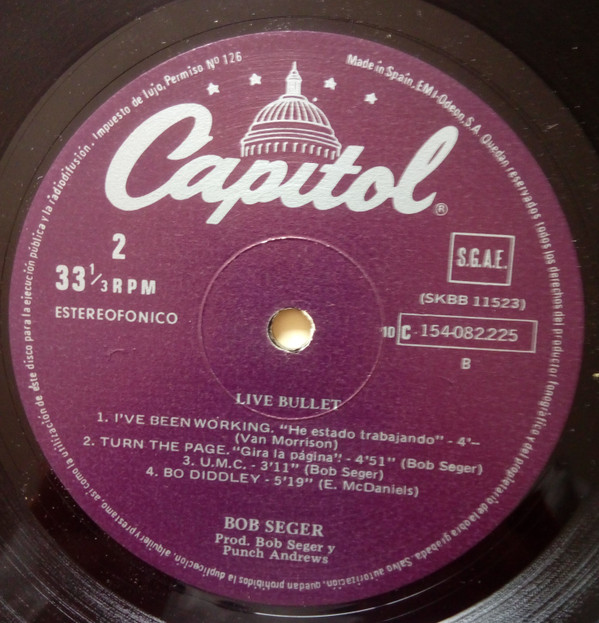 Impuesto de lujo, Permiso Nº 126
Made in Spain, EMI-Odeon, S.A. Quedan reservados todos los derechos del productor fonográfico y del propietario de la obra grabada. Salvo autorización, quedan prohibidos la duplicación, alquiler y préstamo, así como la utilización de éste disco para la ejecución pública y la radiodifusión.
Capitol®
2
33 1/3 RPM
ESTEREOFONICO
S.G.A.E.
(SKBB 11523)
10 C-154-082.225
B
LIVE BULLET
1. I'VE BEEN WORKING. "He estado trabajando" - 4'—
(Van Morrison)
2. TURN THE PAGE. "Gira la página" - 4'51" (Bob Seger)
3. U.M.C. - 3'11" (Bob Seger)
4. BO DIDDLEY - 5'19" (E. McDaniels)
BOB SEGER
Prod. Bob Seger y
Punch Andrews